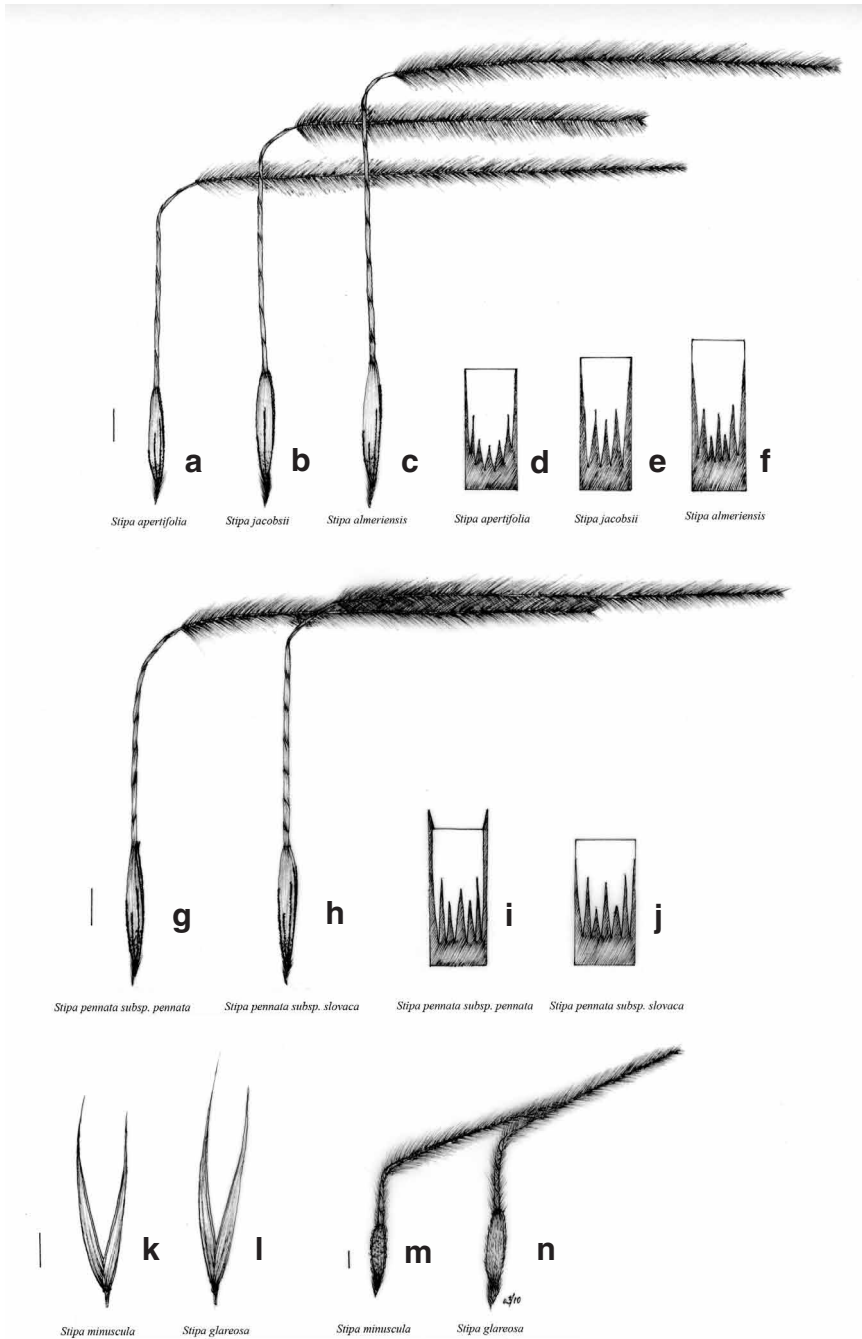 a b c d e f
Stipa apertifolia Stipa jacobsii Stipa almeriensis Stipa apertifolia Stipa jacobsii Stipa almeriensis
g h i j
Stipa pennata subsp. pennata Stipa pennata subsp. slovaca Stipa pennata subsp. pennata Stipa pennata subsp. slovaca
k l m n
Stipa minuscula Stipa glareosa Stipa minuscula Stipa glareosa